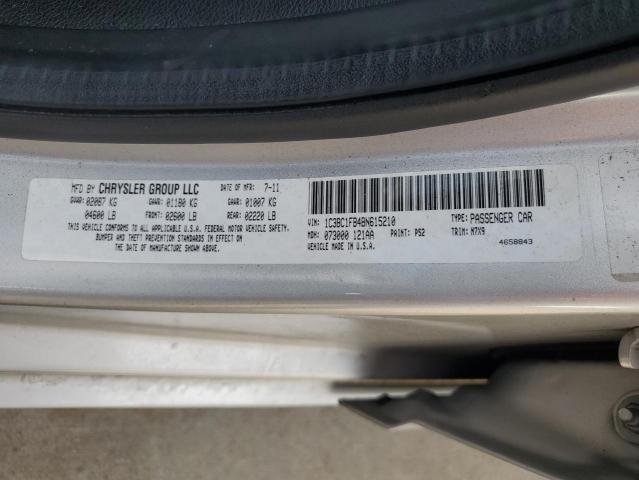 MFD BY CHRYSLER GROUP LLC DATE OF MFR: 7-11
GVWR: 02087 KG GAWR: 01180 KG GAWR: 01007 KG
04600 LB FRONT: 02600 LB REAR: 02220 LB
THIS VEHICLE CONFORMS TO ALL APPLICABLE U.S.A. FEDERAL MOTOR VEHICLE SAFETY,
BUMPER AND THEFT PREVENTION STANDARDS IN EFFECT ON
THE DATE OF MANUFACTURE SHOWN ABOVE.
VIN: 1C3BC1FB4BN615210 TYPE: PASSENGER CAR
MDH: 073000 121AA PAINT: PS2 TRIM: M7X9
MADE IN U.S.A. 4658843